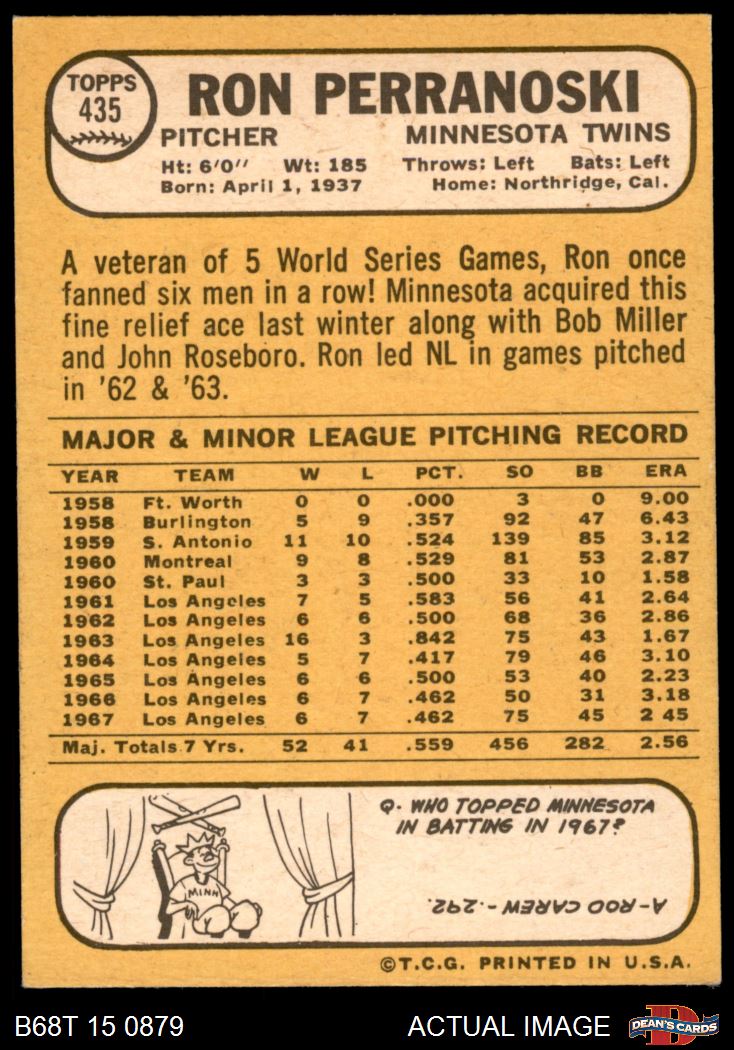 TOPPS
435
RON PERRANOSKI
PITCHER MINNESOTA TWINS
Ht: 6'0'' Wt: 185 Throws: Left Bats: Left
Born: April 1, 1937 Home: Northridge, Cal.
A veteran of 5 World Series Games, Ron once
fanned six men in a row! Minnesota acquired this
fine relief ace last winter along with Bob Miller
and John Roseboro. Ron led NL in games pitched
in '62 & '63.
MAJOR & MINOR LEAGUE PITCHING RECORD
YEAR TEAM W L PCT. SO BB ERA
1958 Ft. Worth 0 0 .000 3 0 9.00
1958 Burlington 5 9 .357 92 47 6.43
1959 S. Antonio 11 10 .524 139 85 3.12
1960 Montreal 9 8 .529 81 53 2.87
1960 St. Paul 3 3 .500 33 10 1.58
1961 Los Angeles 7 5 .583 56 41 2.64
1962 Los Angeles 6 6 .500 68 36 2.86
1963 Los Angeles 16 3 .842 75 43 1.67
1964 Los Angeles 5 7 .417 79 46 3.10
1965 Los Angeles 6 6 .500 53 40 2.23
1966 Los Angeles 6 7 .462 50 31 3.18
1967 Los Angeles 6 7 .462 75 45 2 45
Maj. Totals 7 Yrs. 52 41 .559 456 282 2.56
Q. WHO TOPPED MINNESOTA
IN BATTING IN 1967?
MINN
A-ROD CAREW-.292.
©T.C.G. PRINTED IN U.S.A.
B68T 15 0879 ACTUAL IMAGE
D
DEAN'S CARDS